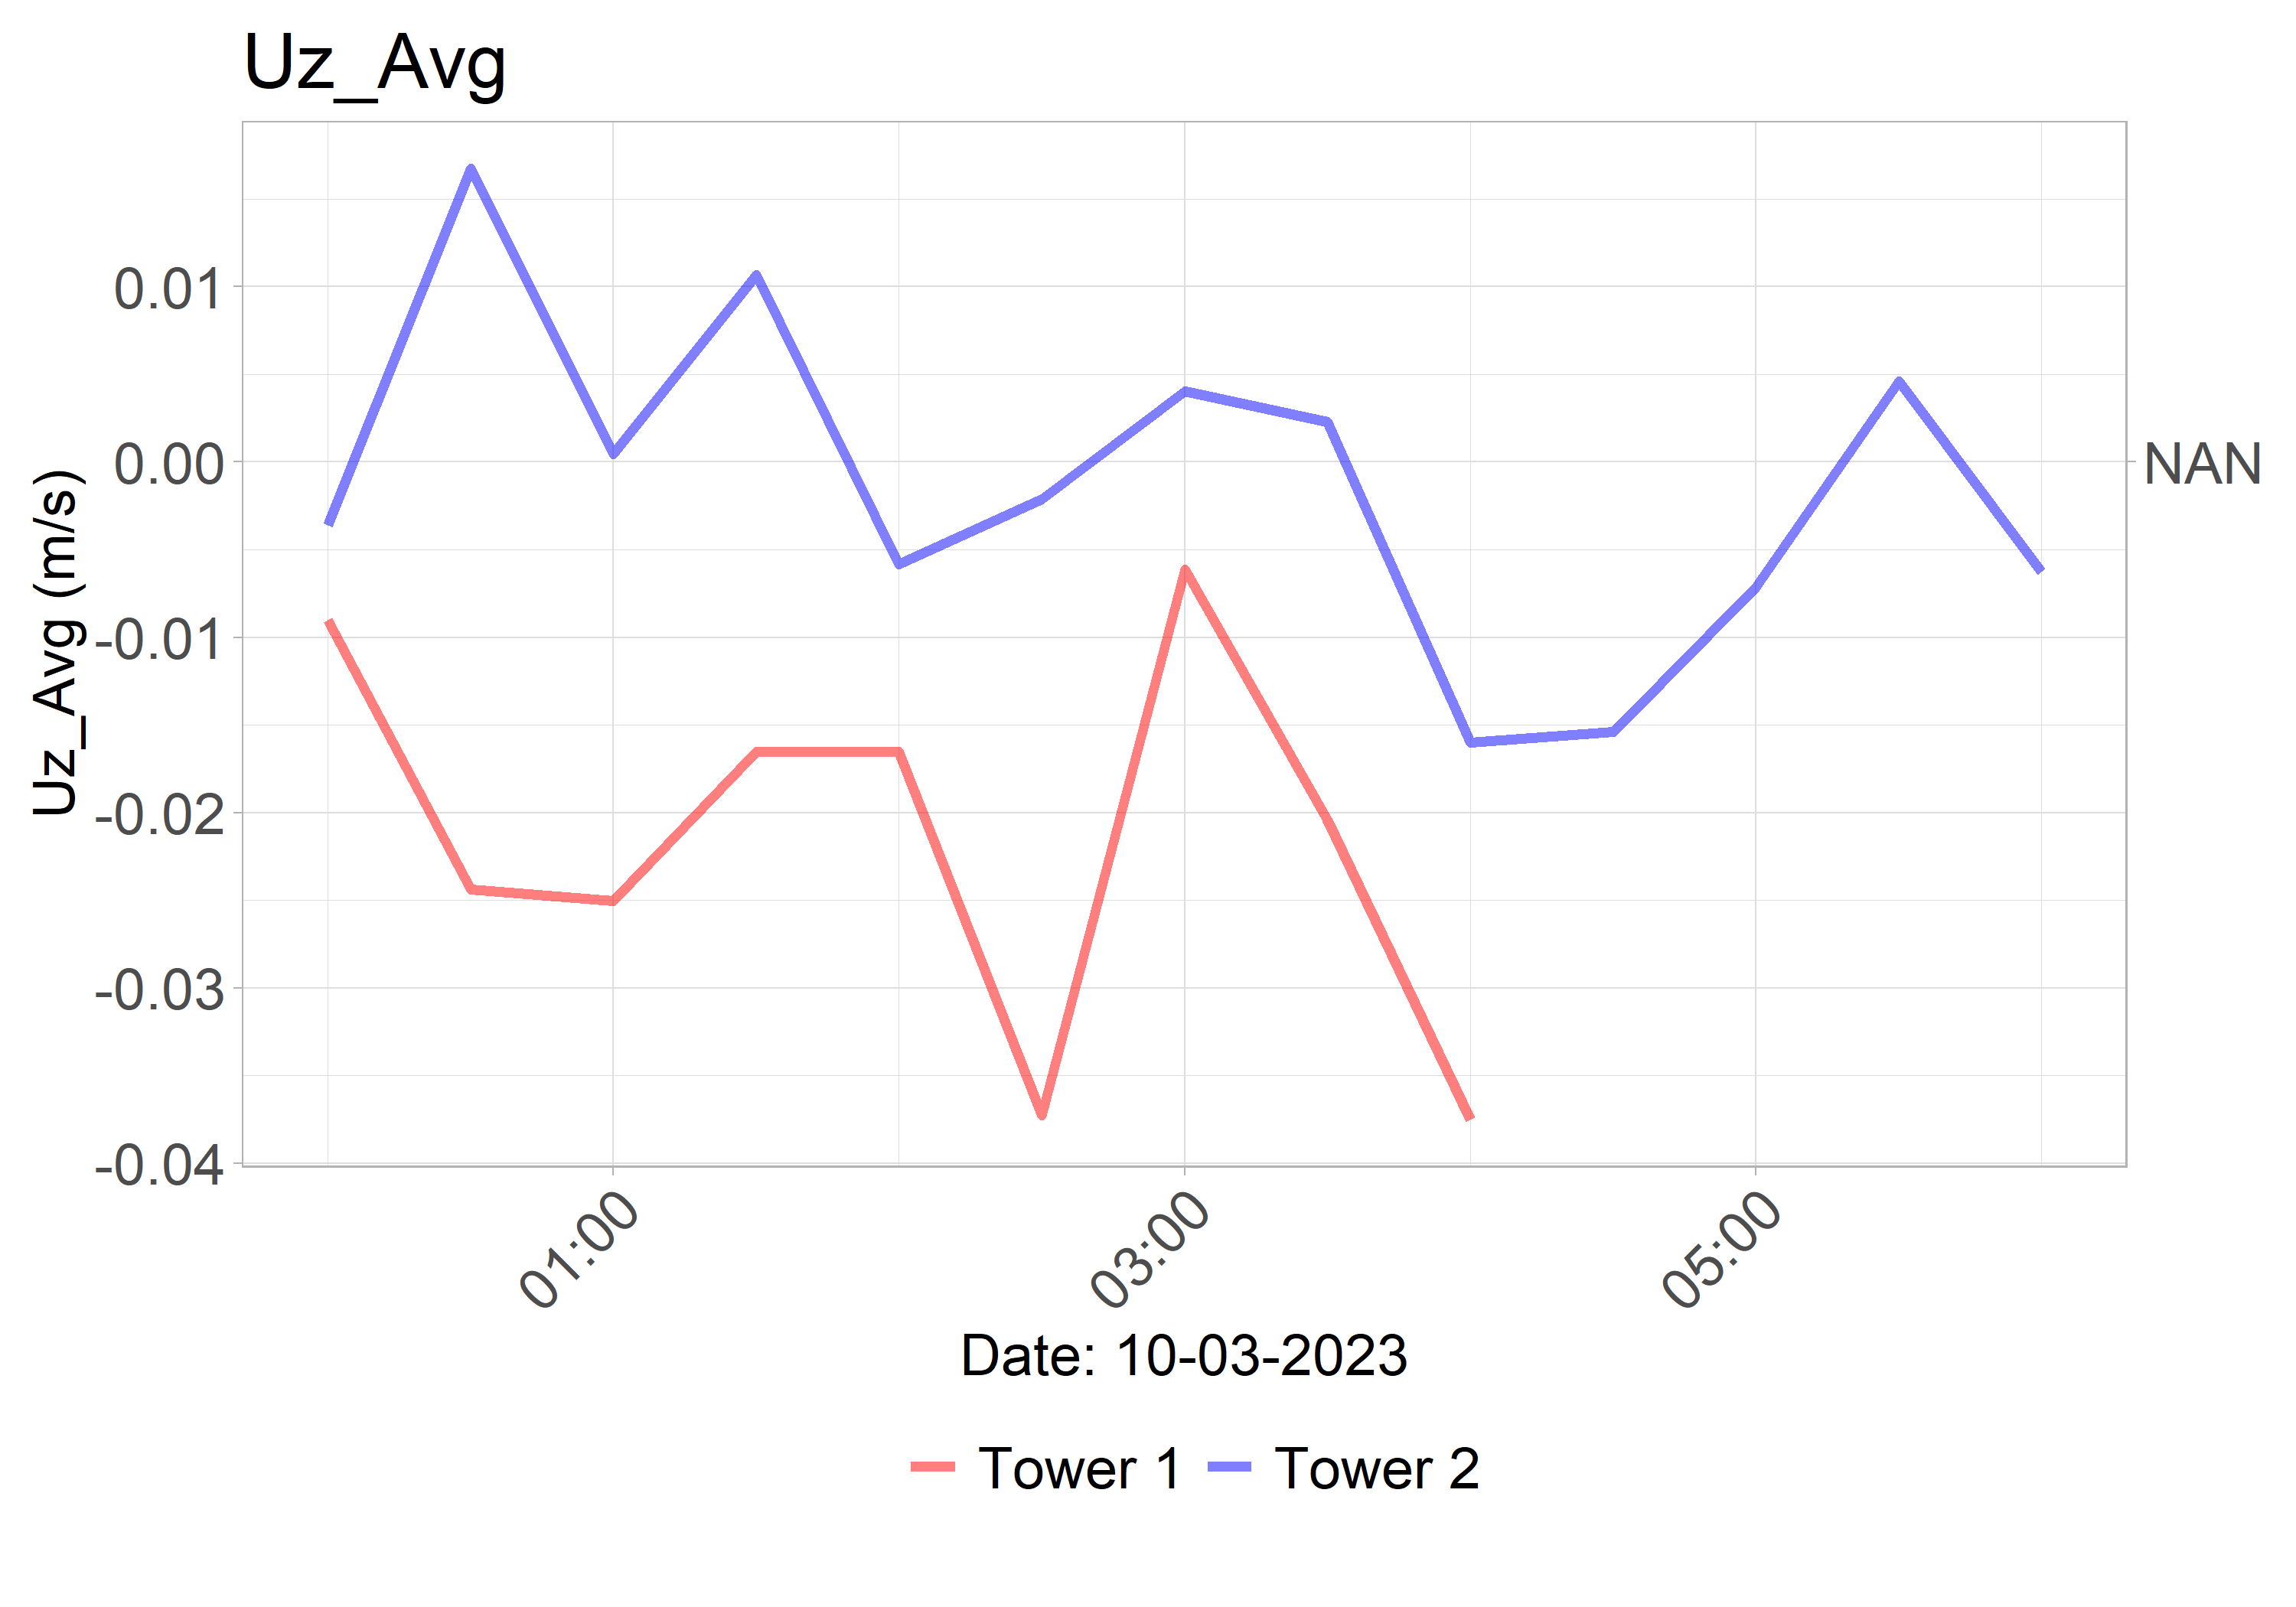 Uz_Avg
Uz_Avg (m/s)
0.01
0.00
-0.01
-0.02
-0.03
-0.04
NAN
01:00
03:00
05:00
Date: 10-03-2023
Tower 1
Tower 2